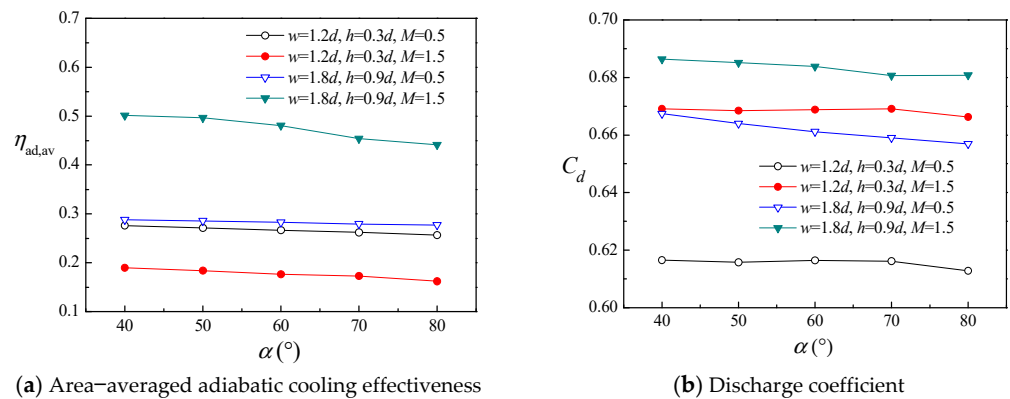 0.7
0.6
0.5
0.4
0.3
0.2
0.1
η_ad,av
w=1.2d, h=0.3d, M=0.5
w=1.2d, h=0.3d, M=1.5
w=1.8d, h=0.9d, M=0.5
w=1.8d, h=0.9d, M=1.5
40 50 60 70 80
α (°)
(a) Area−averaged adiabatic cooling effectiveness
0.70
0.68
0.66
0.64
0.62
0.60
C_d
w=1.2d, h=0.3d, M=0.5
w=1.2d, h=0.3d, M=1.5
w=1.8d, h=0.9d, M=0.5
w=1.8d, h=0.9d, M=1.5
40 50 60 70 80
α (°)
(b) Discharge coefficient